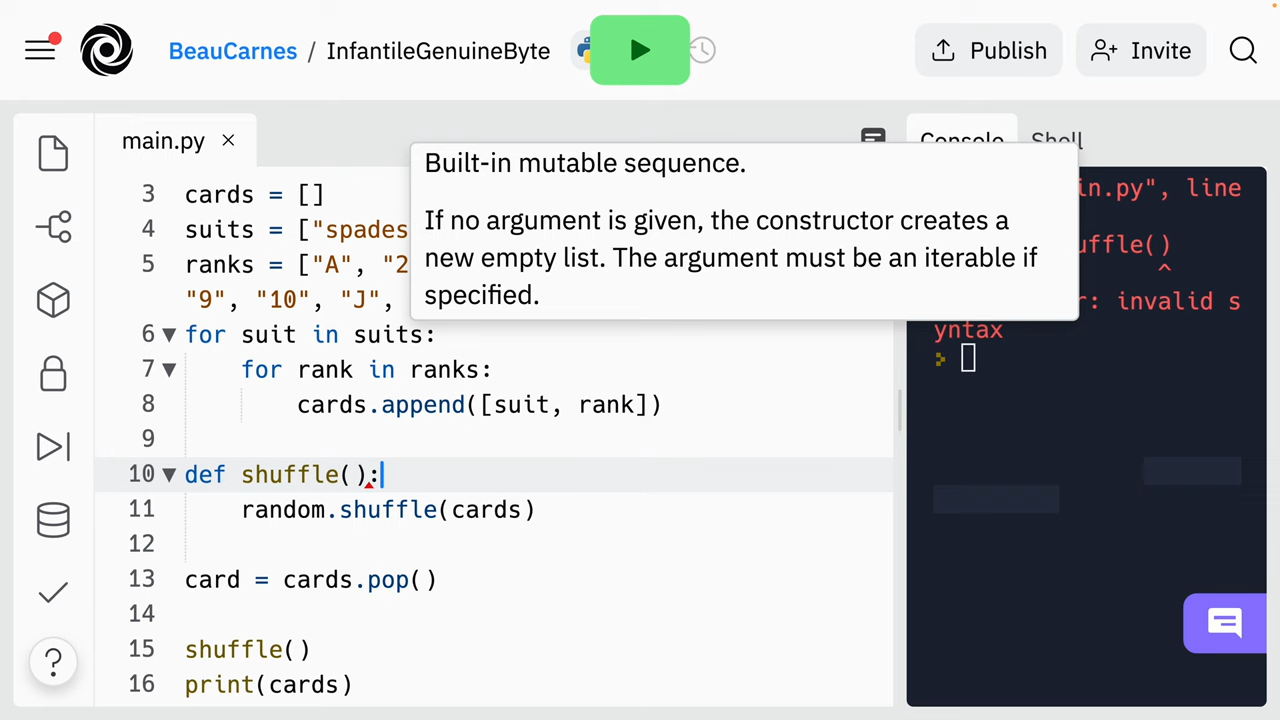 BeauCarnes / InfantileGenuineByte
Publish
Invite
main.py
Console
Shell
Built-in mutable sequence.
If no argument is given, the constructor creates a
new empty list. The argument must be an iterable if
specified.
3 cards = []
4 suits = ["spades
5 ranks = ["A", "2
"9", "10", "J",
6 for suit in suits:
7 for rank in ranks:
8 cards.append([suit, rank])
9
10 def shuffle():
11 random.shuffle(cards)
12
13 card = cards.pop()
14
15 shuffle()
16 print(cards)
in.py", line
uffle()
^
r: invalid s
yntax
?